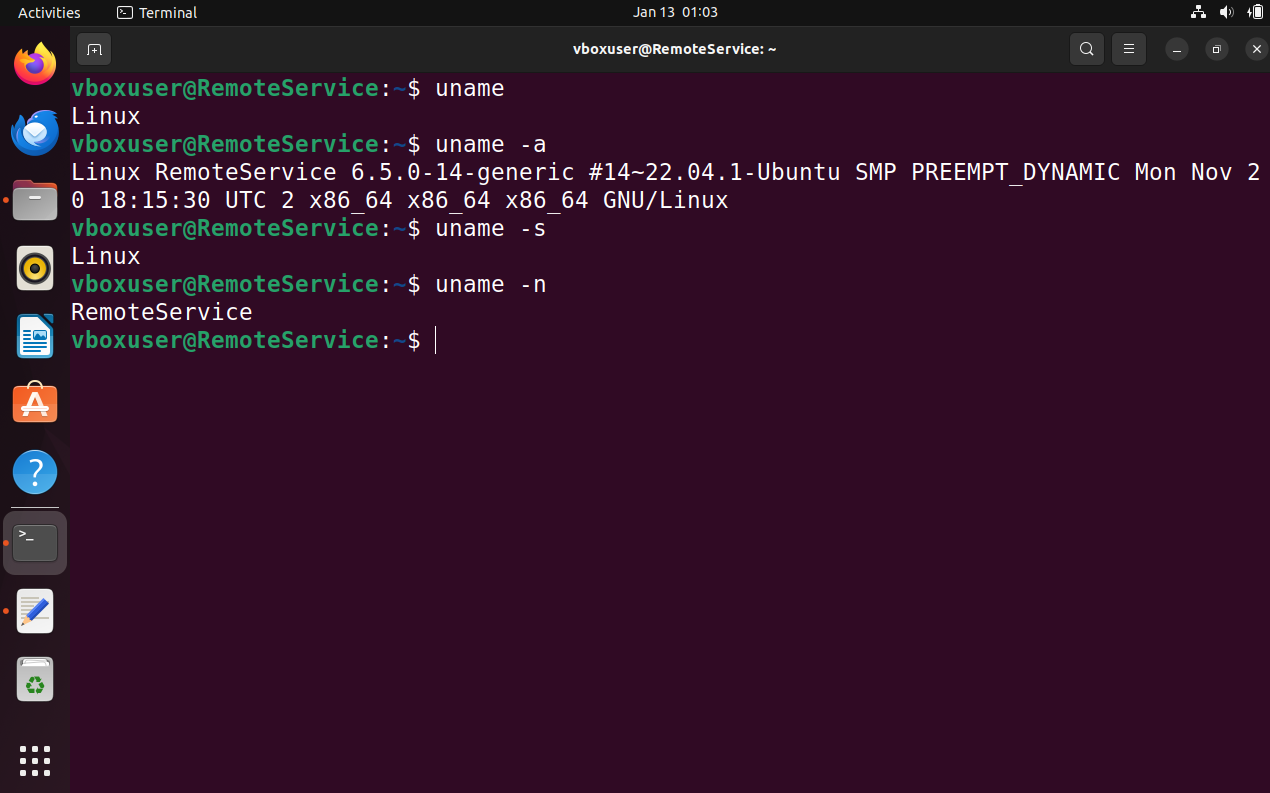 Activities Terminal Jan 13 01:03
vboxuser@RemoteService: ~
vboxuser@RemoteService:~$ uname
Linux
vboxuser@RemoteService:~$ uname -a
Linux RemoteService 6.5.0-14-generic #14~22.04.1-Ubuntu SMP PREEMPT_DYNAMIC Mon Nov 2
0 18:15:30 UTC 2 x86_64 x86_64 x86_64 GNU/Linux
vboxuser@RemoteService:~$ uname -s
Linux
vboxuser@RemoteService:~$ uname -n
RemoteService
vboxuser@RemoteService:~$